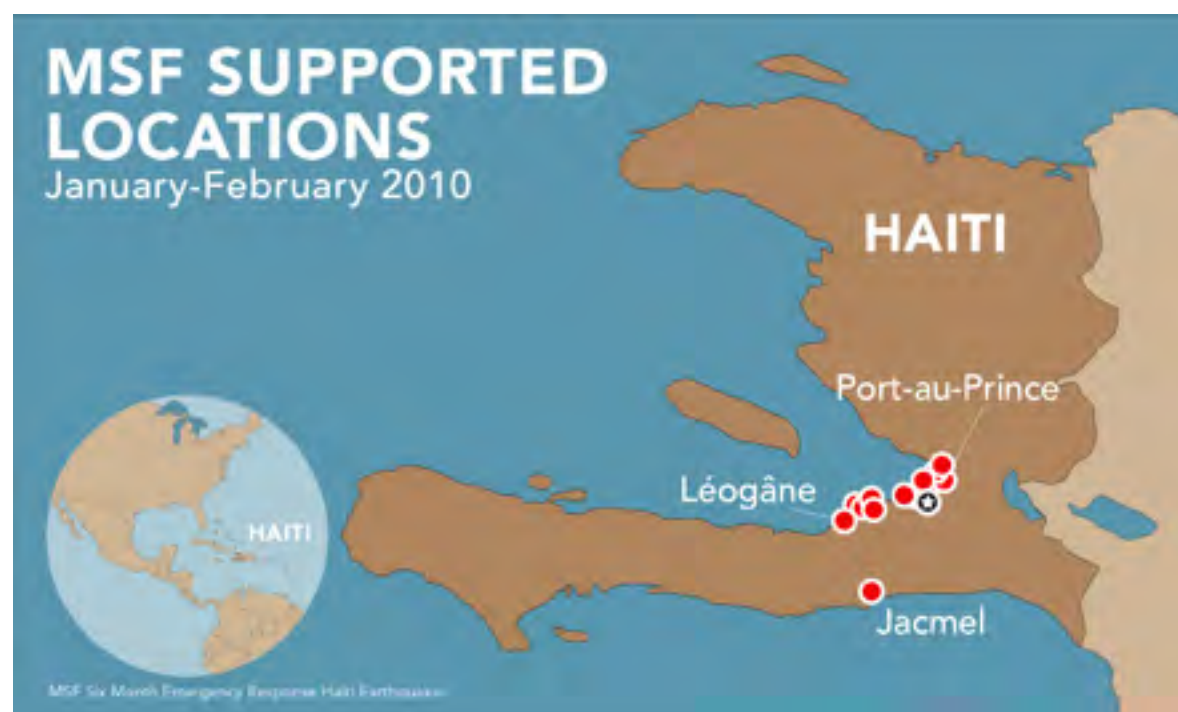 MSF SUPPORTED
LOCATIONS
January-February 2010
HAITI
Port-au-Prince
Léogâne
HAITI
Jacmel
MSF Six Month Emergency Response Haiti Earthquake